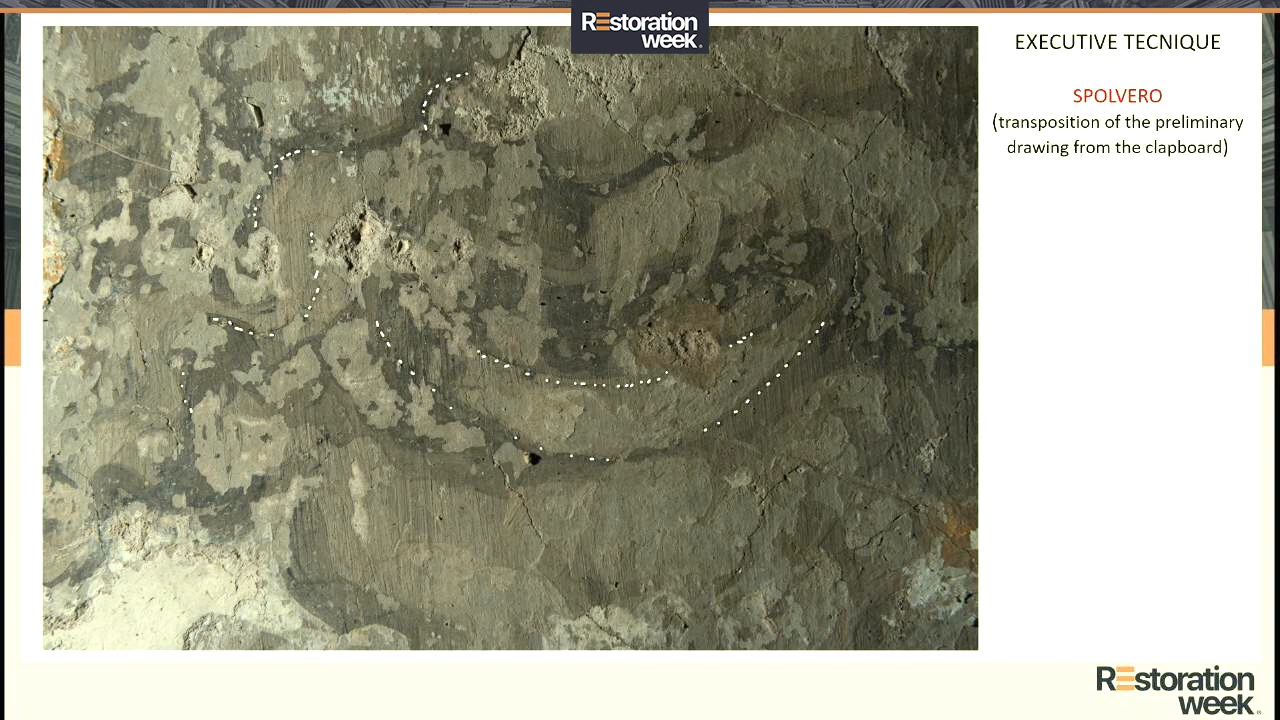 REstoration
week.
EXECUTIVE TECNIQUE
SPOLVERO
(transposition of the preliminary
drawing from the clapboard)
REstoration
week.